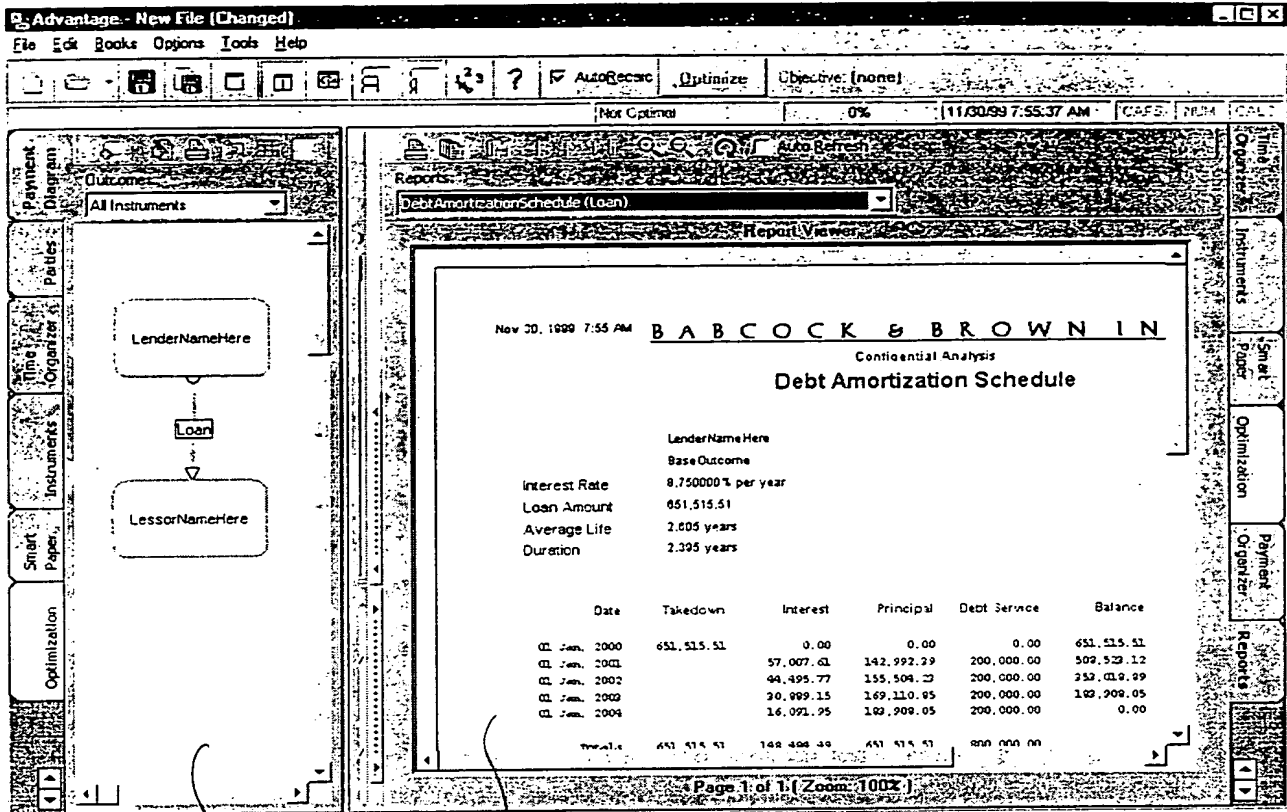 Advantage - New File [Changed]
File Edit Books Options Tools Help
? AutoRecalc Optimize Objective: [none]
Not Optimal 0% 11/30/99 7:55:37 AM CAPS NUM
Payment Diagram
Parties
Time Organizer
Instruments
Smart Paper
Optimization
Outcome:
All Instruments
LenderNameHere
Loan
LessorNameHere
Auto Refresh
Reports:
DebtAmortizationSchedule (Loan)
Report Viewer
Nov 30, 1999 7:55 AM BABCOCK & BROWN IN
Confidential Analysis
Debt Amortization Schedule
LenderNameHere
Base Outcome
Interest Rate 8.750000% per year
Loan Amount 651,515.51
Average Life 2.605 years
Duration 2.395 years
Date Takedown Interest Principal Debt Service Balance
01 Jan, 2000 651,515.51 0.00 0.00 0.00 651,515.51
01 Jan, 2001 57,007.61 142,992.39 200,000.00 508,523.12
01 Jan, 2002 44,495.77 155,504.23 200,000.00 353,018.89
01 Jan, 2003 30,889.15 169,110.85 200,000.00 183,908.05
01 Jan, 2004 16,091.95 183,908.05 200,000.00 0.00
Totals 651,515.51 148,484.49 651,515.51 800,000.00
Page 1 of 1 [Zoom: 100%]
Time Organizer
Instruments
Smart Paper
Optimization
Payment Organizer
Reports